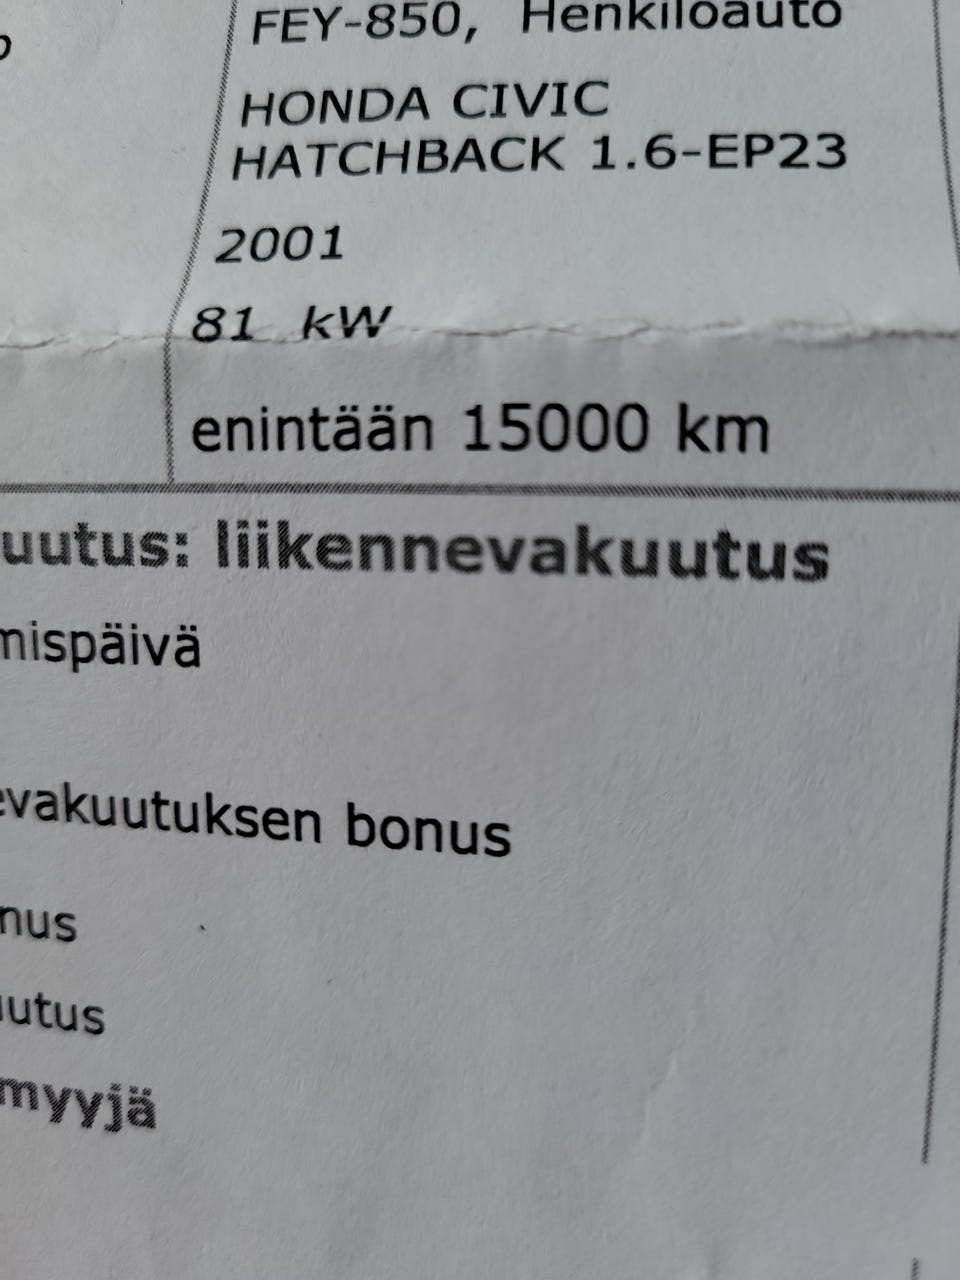 FEY-850, Henkilöauto
HONDA CIVIC
HATCHBACK 1.6-EP23
2001
81 kW
enintään 15000 km
uutus: liikennevakuutus
mispäivä
evakuutuksen bonus
nus
utus
myyjä